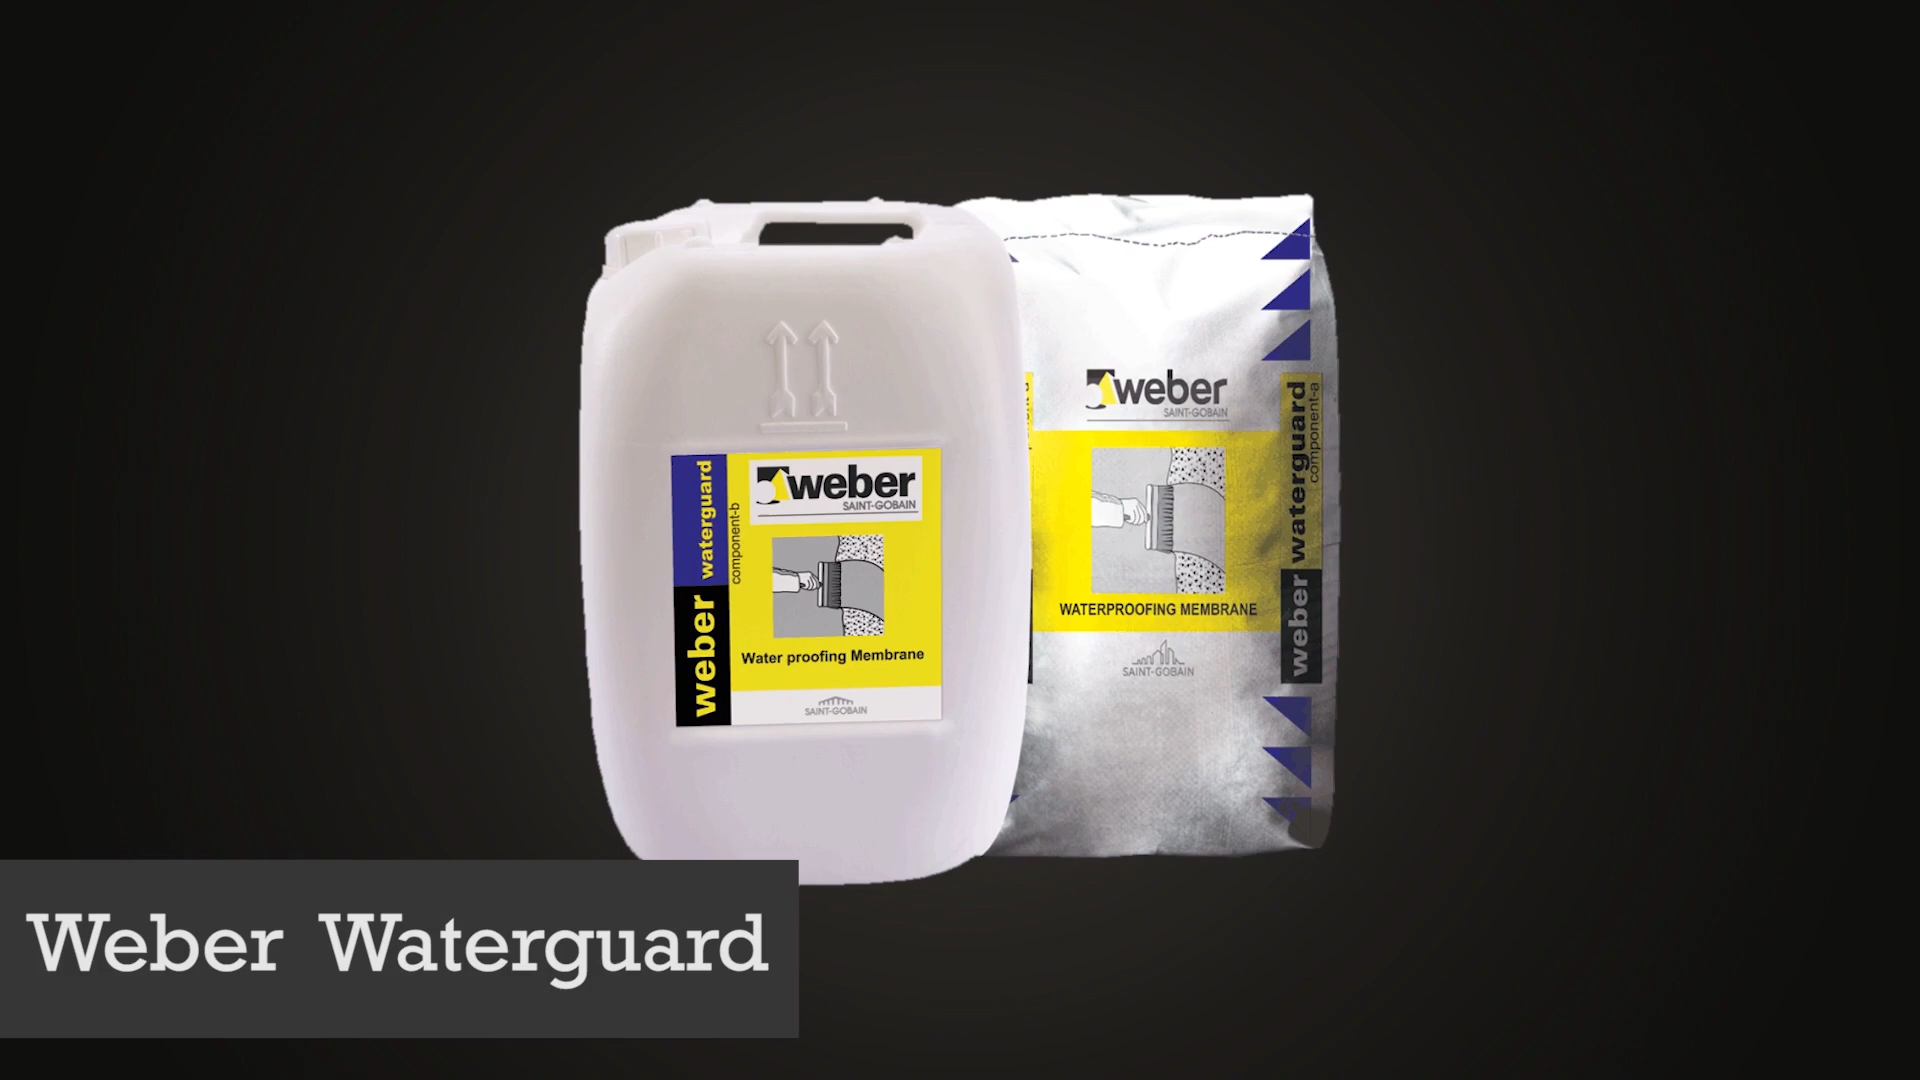 weber
SAINT-GOBAIN
weber waterguard
component-b
Water proofing Membrane
SAINT-GOBAIN
weber
SAINT-GOBAIN
WATERPROOFING MEMBRANE
SAINT-GOBAIN
weber waterguard
component-a
Weber Waterguard